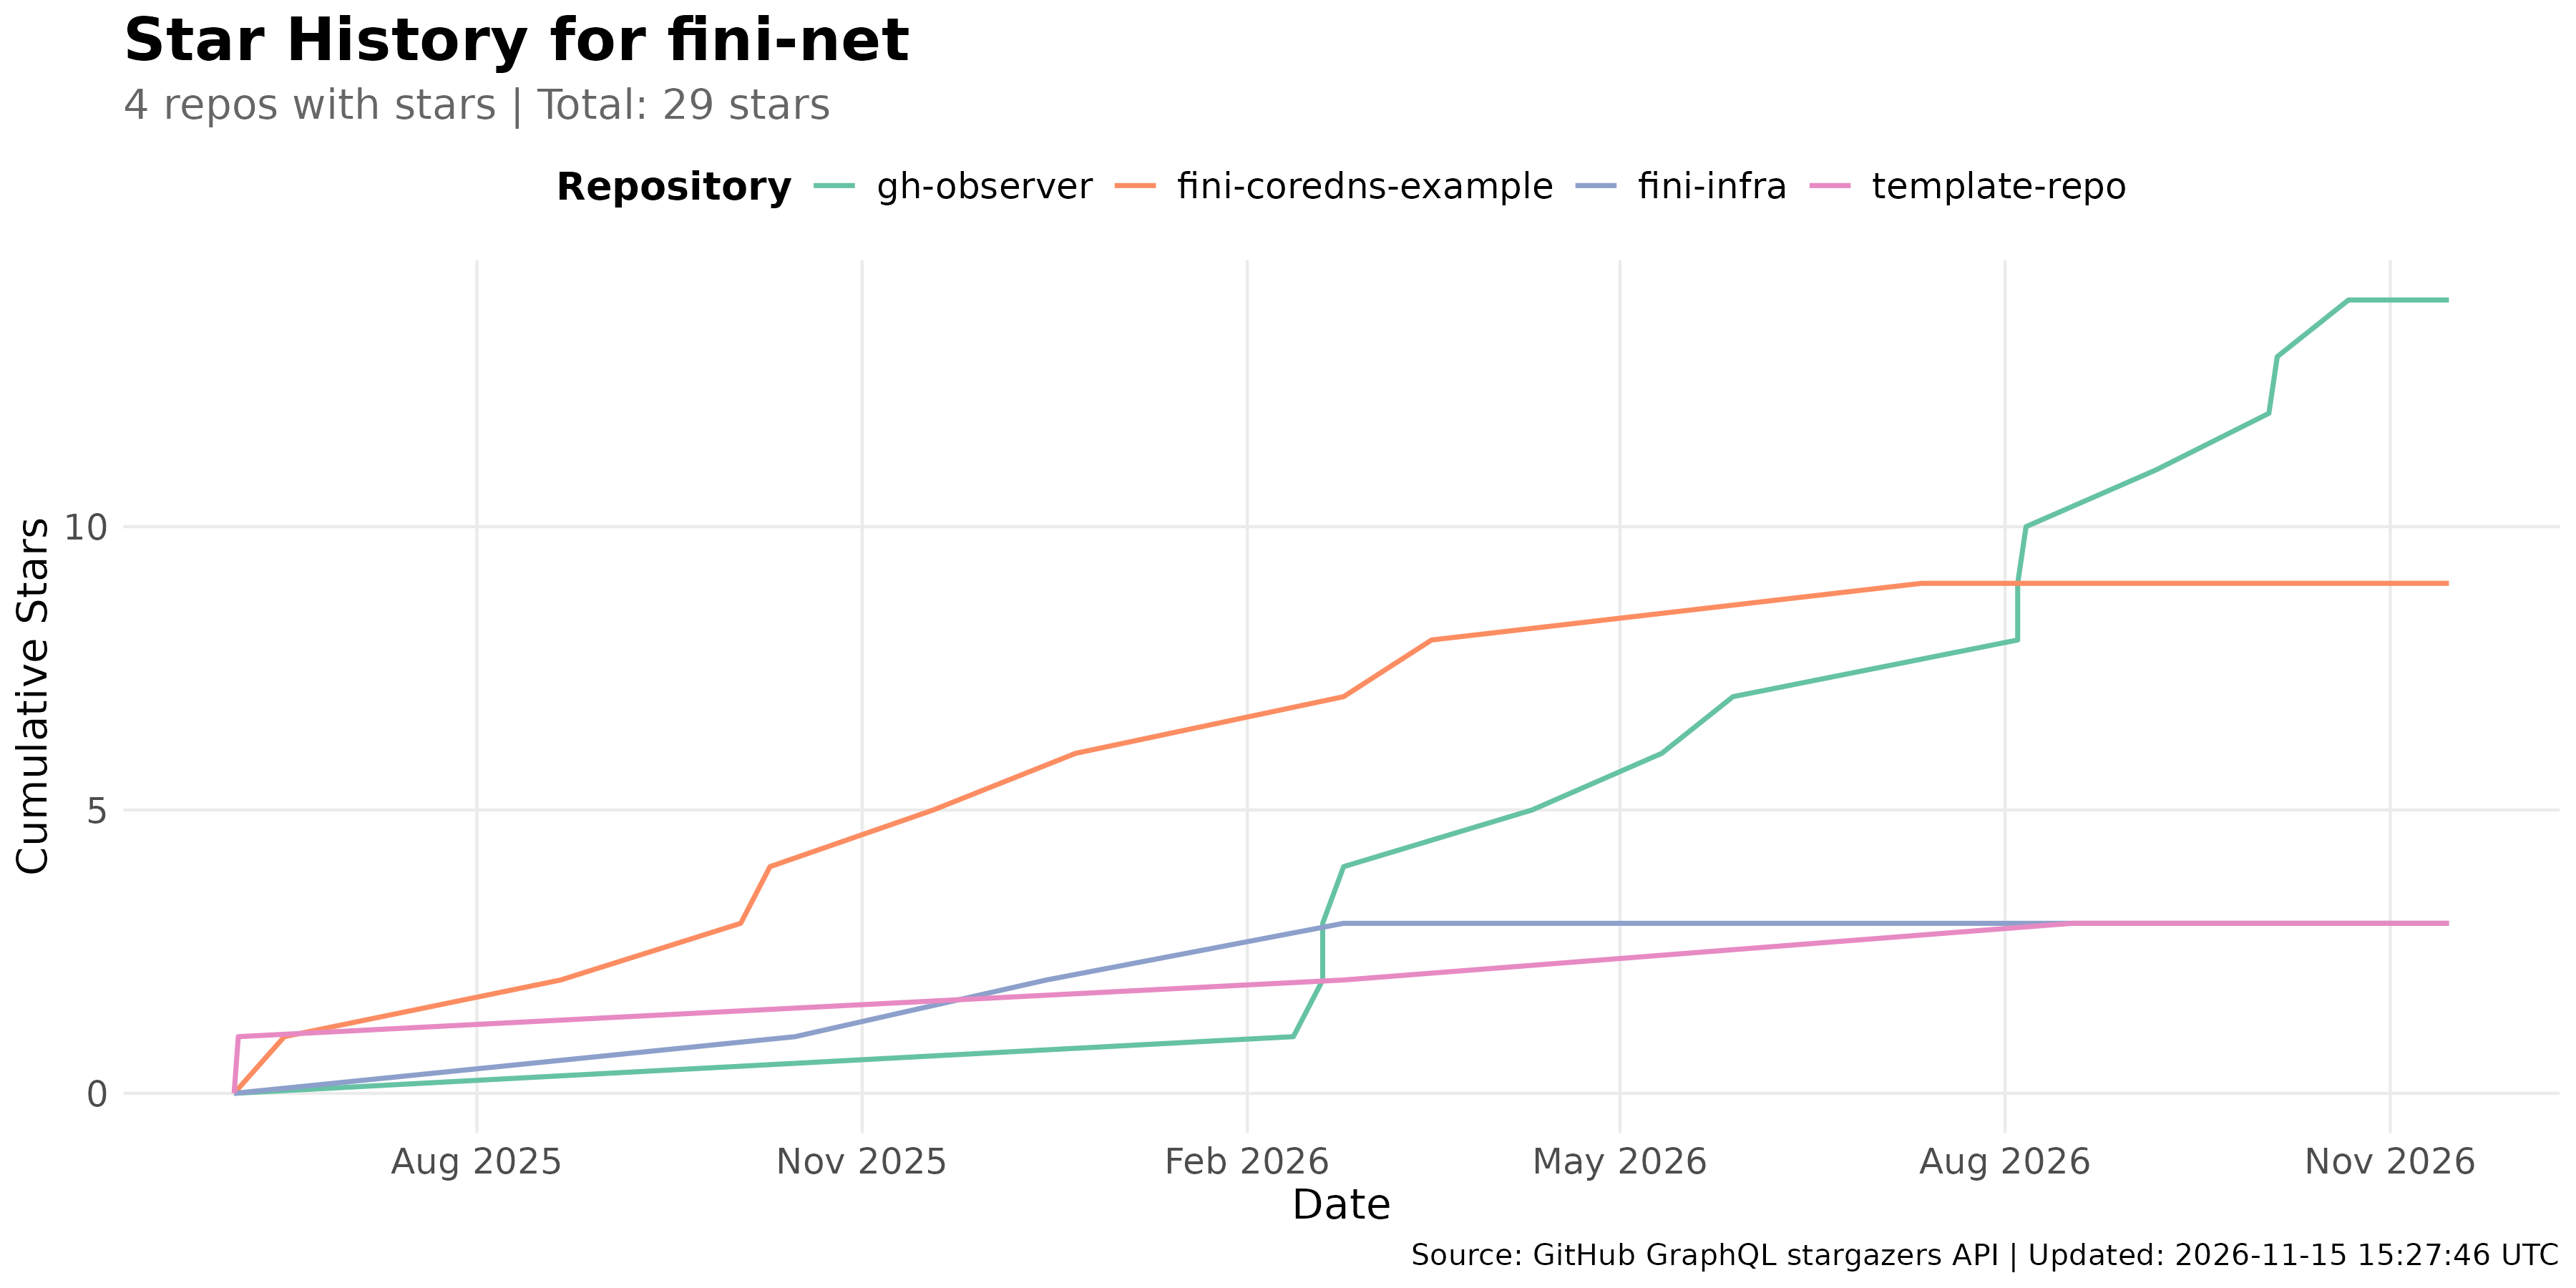 Star History for fini-net
4 repos with stars | Total: 29 stars
Repository gh-observer fini-coredns-example fini-infra template-repo
Cumulative Stars
10
5
0
Aug 2025 Nov 2025 Feb 2026 May 2026 Aug 2026 Nov 2026
Date
Source: GitHub GraphQL stargazers API | Updated: 2026-11-15 15:27:46 UTC